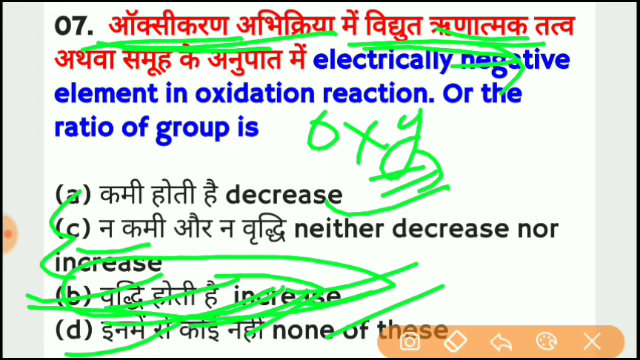 07. ऑक्सीकरण अभिक्रिया में विद्युत ऋणात्मक तत्व
अथवा समूह के अनुपात में electrically negative
element in oxidation reaction. Or the
ratio of group is
oxy
(a) कमी होती है decrease
(c) न कमी और न वृद्धि neither decrease nor
increase
(b) वृद्धि होती है increase
(d) इनमें से कोई नही none of these